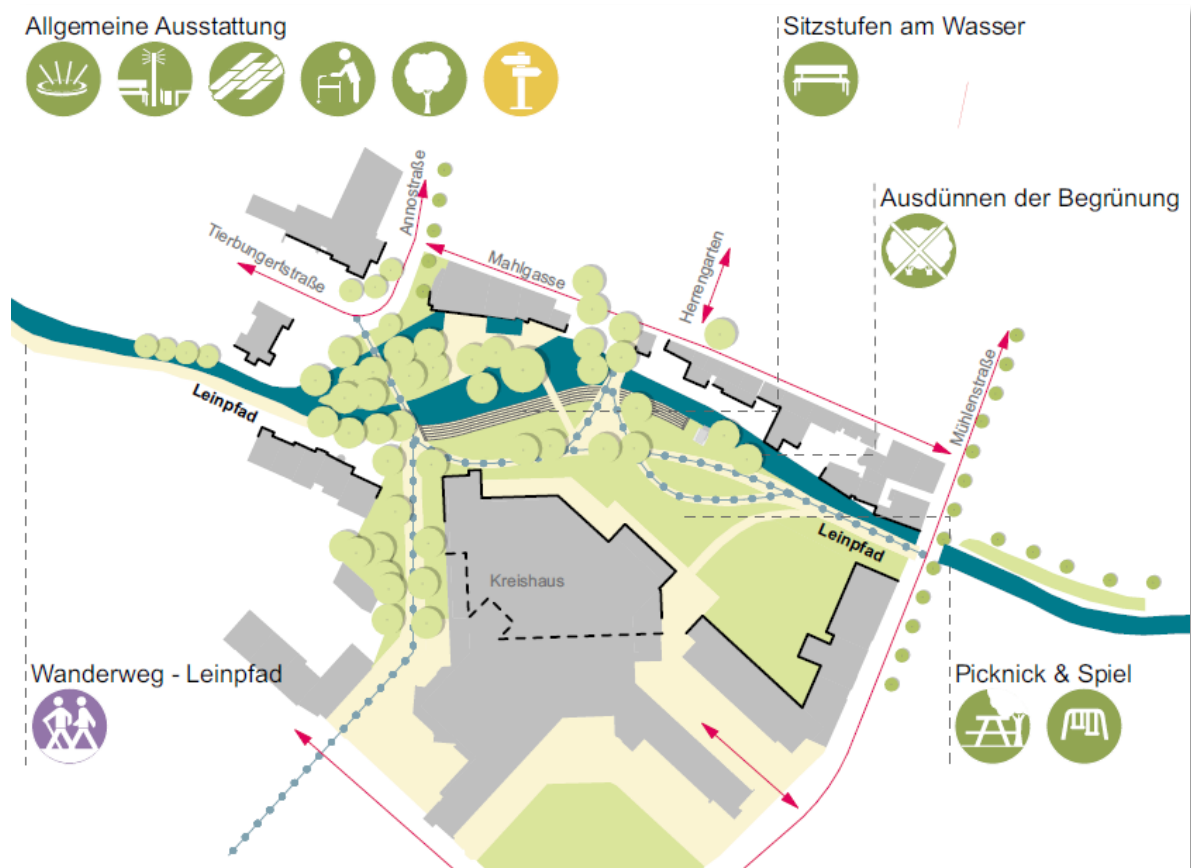 Allgemeine Ausstattung
Sitzstufen am Wasser
Ausdünnen der Begrünung
Annostraße
Tierbungertstraße
Mahlgasse
Herrengarten
Mühlenstraße
Leinpfad
Leinpfad
Kreishaus
Wanderweg - Leinpfad
Picknick & Spiel